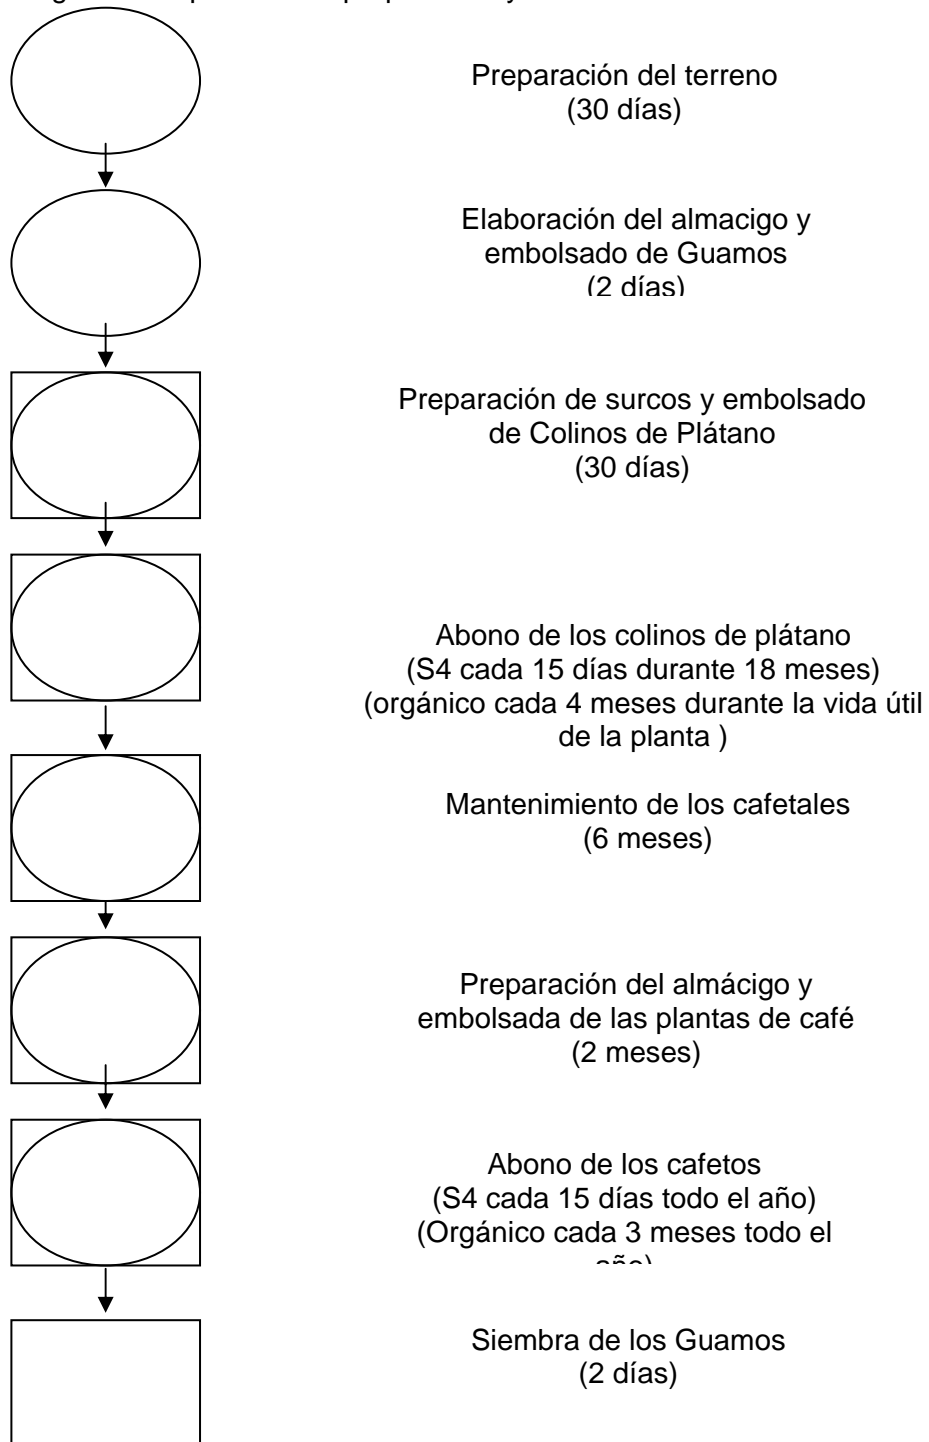 Preparación del terreno
(30 días)
Elaboración del almacigo y
embolsado de Guamos
(2 días)
Preparación de surcos y embolsado
de Colinos de Plátano
(30 días)
Abono de los colinos de plátano
(S4 cada 15 días durante 18 meses)
(orgánico cada 4 meses durante la vida útil
de la planta )
Mantenimiento de los cafetales
(6 meses)
Preparación del almácigo y
embolsada de las plantas de café
(2 meses)
Abono de los cafetos
(S4 cada 15 días todo el año)
(Orgánico cada 3 meses todo el
año)
Siembra de los Guamos
(2 días)